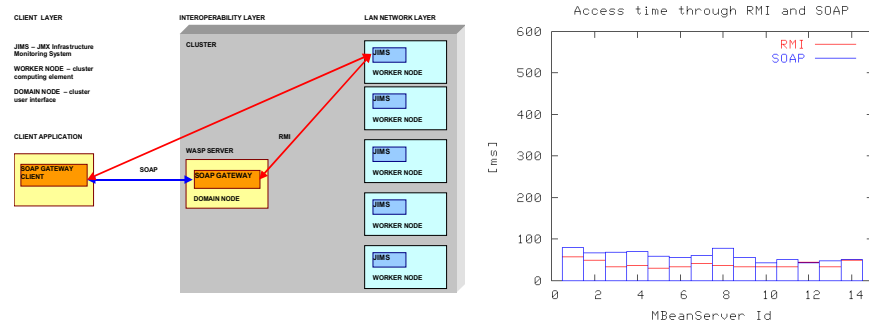 CLIENT LAYER
INTEROPERABILITY LAYER
LAN NETWORK LAYER
JIMS – JMX Infrastructure
Monitoring System
WORKER NODE – cluster
computing element
DOMAIN NODE – cluster
user interface
CLUSTER
JIMS
WORKER NODE
JIMS
WORKER NODE
CLIENT APPLICATION
RMI
WASP SERVER
JIMS
WORKER NODE
SOAP GATEWAY
CLIENT
SOAP
SOAP GATEWAY
DOMAIN NODE
JIMS
WORKER NODE
JIMS
WORKER NODE
Access time through RMI and SOAP
RMI
SOAP
[ms]
600
500
400
300
200
100
0
0 2 4 6 8 10 12 14
MBeanServer Id